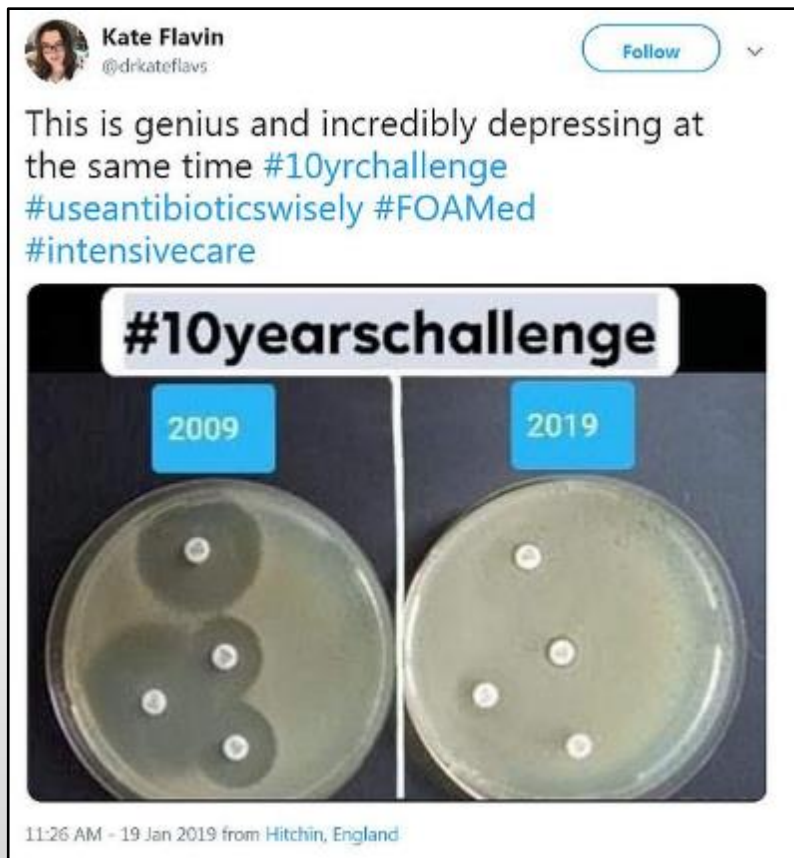 Kate Flavin
@drkateflavs
Follow
This is genius and incredibly depressing at
the same time #10yrchallenge
#useantibioticswisely #FOAMed
#intensivecare
#10yearschallenge
2009
2019
11:26 AM - 19 Jan 2019 from Hitchin, England